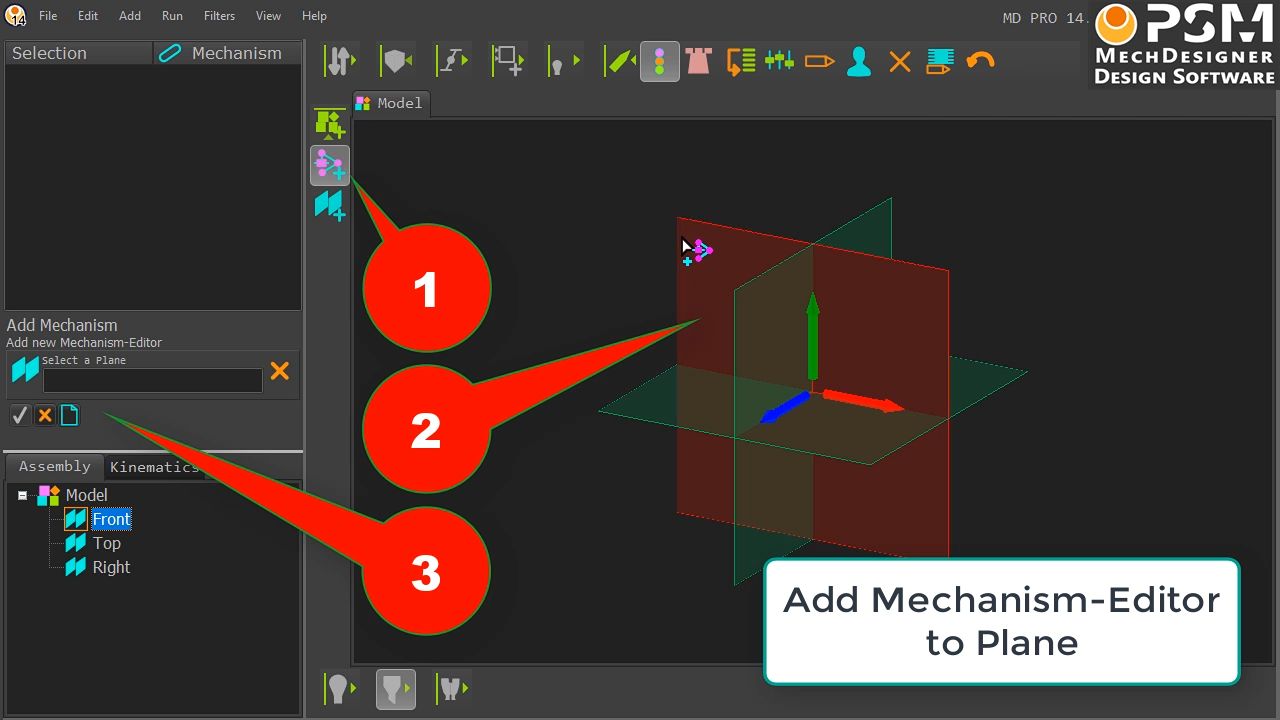 File Edit Add Run Filters View Help
MD PRO 14.
PSM
MECHDESIGNER
DESIGN SOFTWARE
14
Selection
Mechanism
Model
Add Mechanism
Add new Mechanism-Editor
Select a Plane
Assembly
Kinematics
Model
Front
Top
Right
1
2
3
Add Mechanism-Editor
to Plane